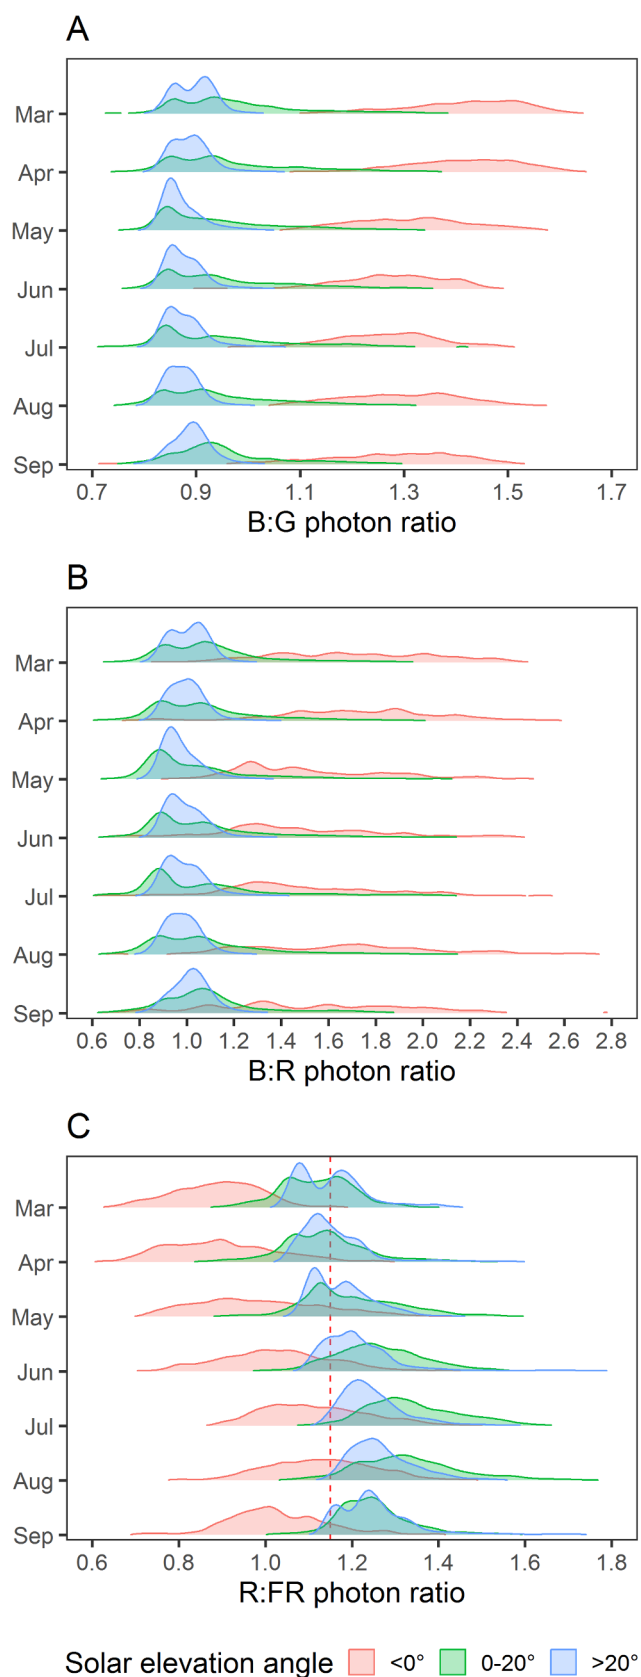 A
Mar
Apr
May
Jun
Jul
Aug
Sep
0.7 0.9 1.1 1.3 1.5 1.7
B:G photon ratio
B
Mar
Apr
May
Jun
Jul
Aug
Sep
0.6 0.8 1.0 1.2 1.4 1.6 1.8 2.0 2.2 2.4 2.6 2.8
B:R photon ratio
C
Mar
Apr
May
Jun
Jul
Aug
Sep
0.6 0.8 1.0 1.2 1.4 1.6 1.8
R:FR photon ratio
Solar elevation angle <0° 0-20° >20°